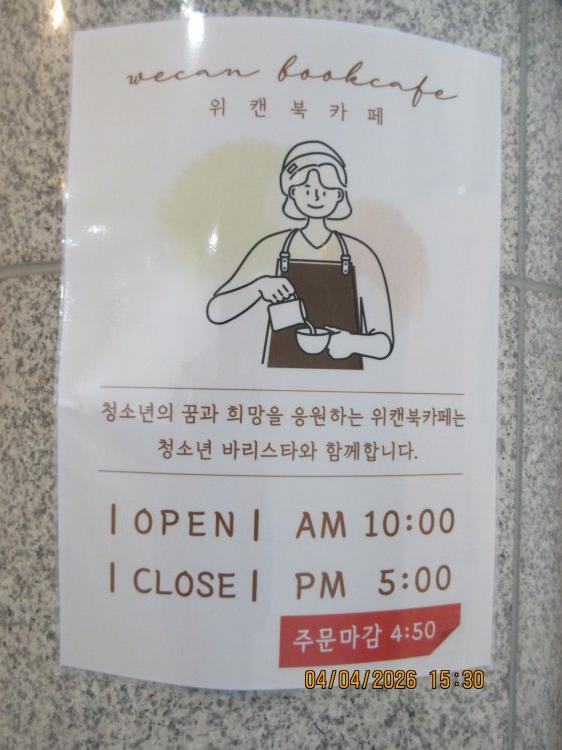 wecan bookcafe
위캔북카페
청소년의 꿈과 희망을 응원하는 위캔북카페는
청소년 바리스타와 함께합니다.
| OPEN | AM 10:00
| CLOSE | PM 5:00
주문마감 4:50
04/04/2026 15:30